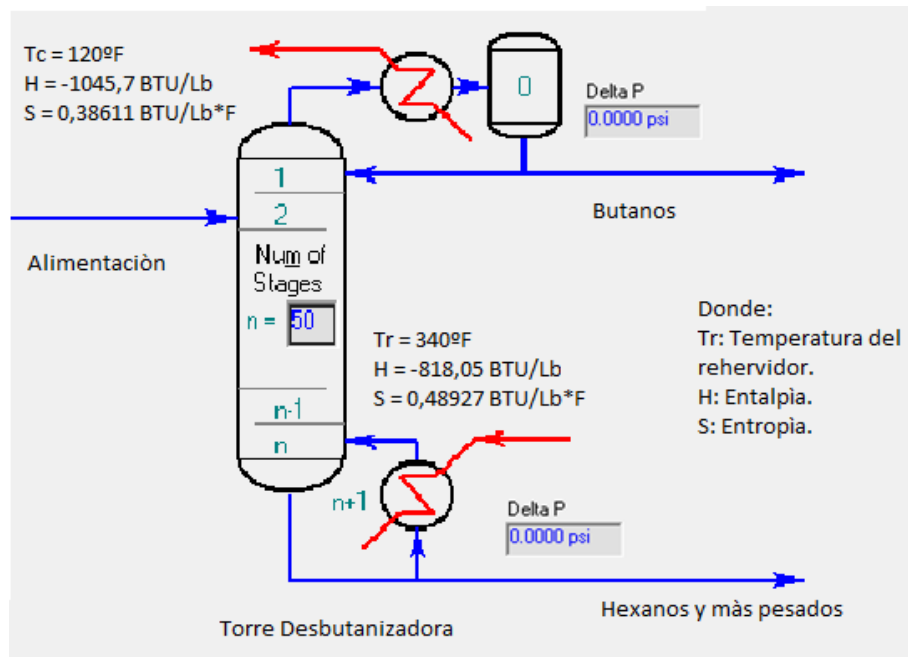 Tc = 120ºF
H = -1045,7 BTU/Lb
S = 0,38611 BTU/Lb*F
0
Delta P
0.0000 psi
1
2
Butanos
Alimentaciòn
Num of
Stages
n = 50
Tr = 340ºF
H = -818,05 BTU/Lb
S = 0,48927 BTU/Lb*F
Donde:
Tr: Temperatura del
rehervidor.
H: Entalpìa.
S: Entropìa.
n-1
n
n+1
Delta P
0.0000 psi
Hexanos y màs pesados
Torre Desbutanizadora